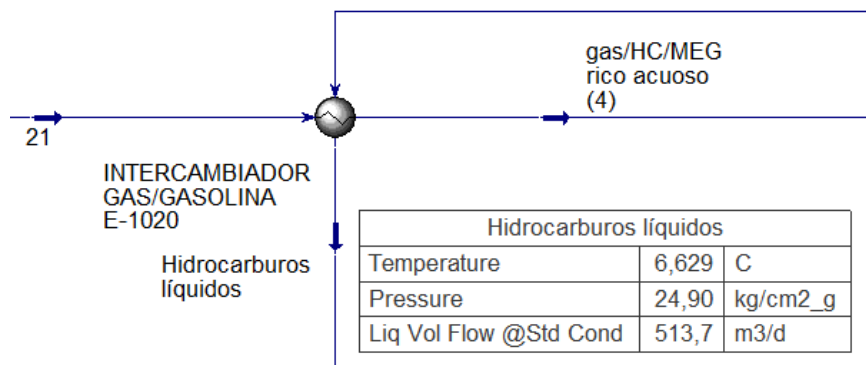 gas/HC/MEG
rico acuoso
(4)
21
INTERCAMBIADOR
GAS/GASOLINA
E-1020
Hidrocarburos
líquidos
Hidrocarburos líquidos
Temperature 6,629 C
Pressure 24,90 kg/cm2_g
Liq Vol Flow @Std Cond 513,7 m3/d